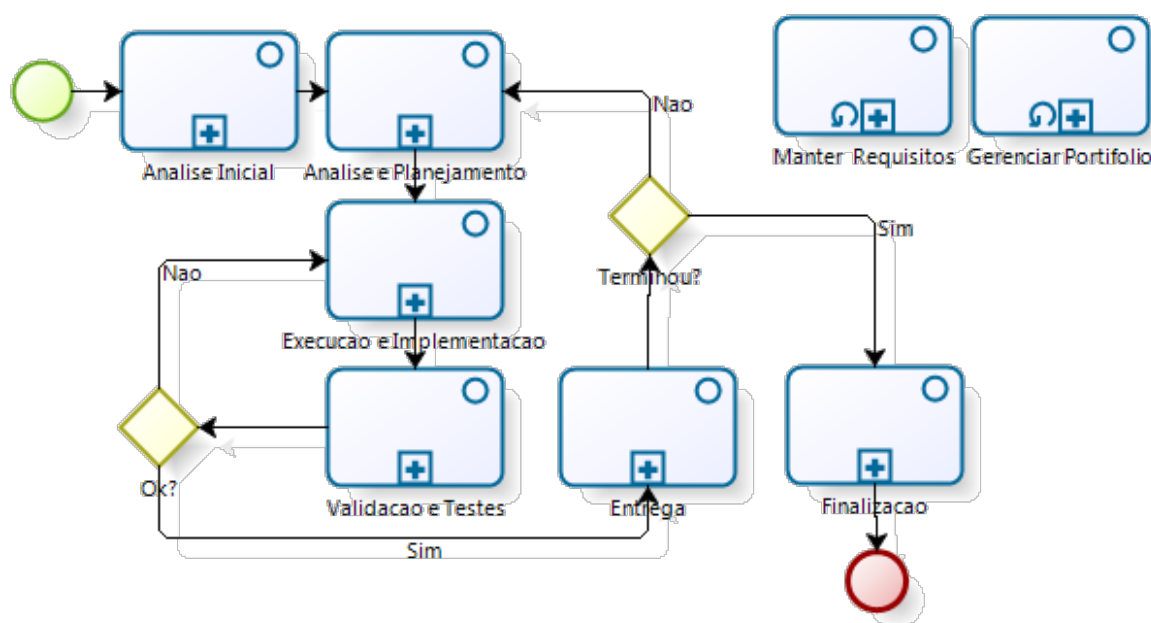 Analise Inicial
Analise e Planejamento
Nao
Manter Requisitos
Gerenciar Portifolio
Sim
Terminou?
Nao
Execucao e Implementacao
Ok?
Validacao e Testes
Entrega
Finalizacao
Sim